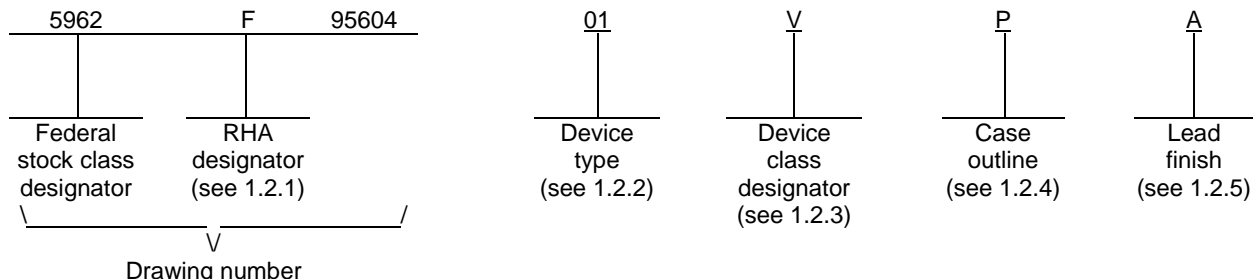 5962 F 95604 01 V P A
Federal RHA Device Device Case Lead
stock class designator type class outline finish
designator (see 1.2.1) (see 1.2.2) designator (see 1.2.4) (see 1.2.5)
(see 1.2.3)
Drawing number